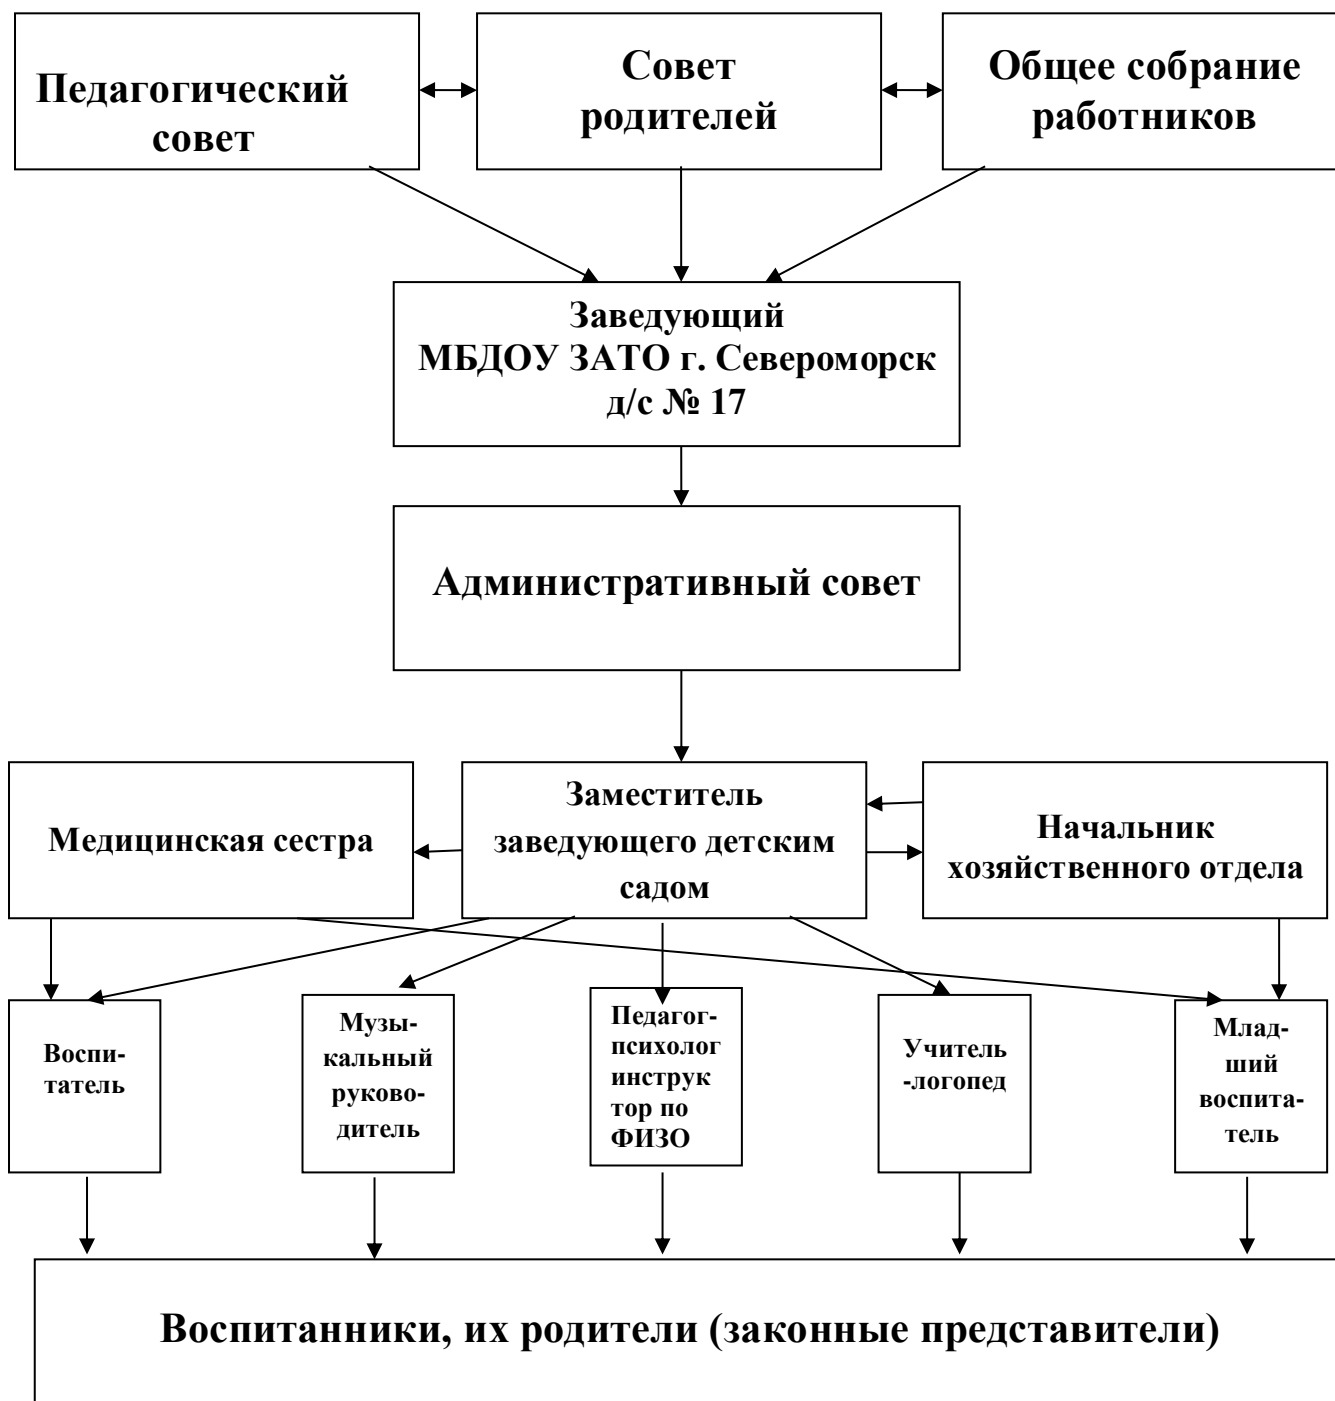 Педагогический
совет
Совет
родителей
Общее собрание
работников
Заведующий
МБДОУ ЗАТО г. Североморск
д/с № 17
Административный совет
Медицинская сестра
Заместитель
заведующего детским
садом
Начальник
хозяйственного отдела
Воспи-
татель
Музы-
кальный
руково-
дитель
Педагог-
психолог
инструк
тор по
ФИЗО
Учитель
-логопед
Млад-
ший
воспита-
тель
Воспитанники, их родители (законные представители)